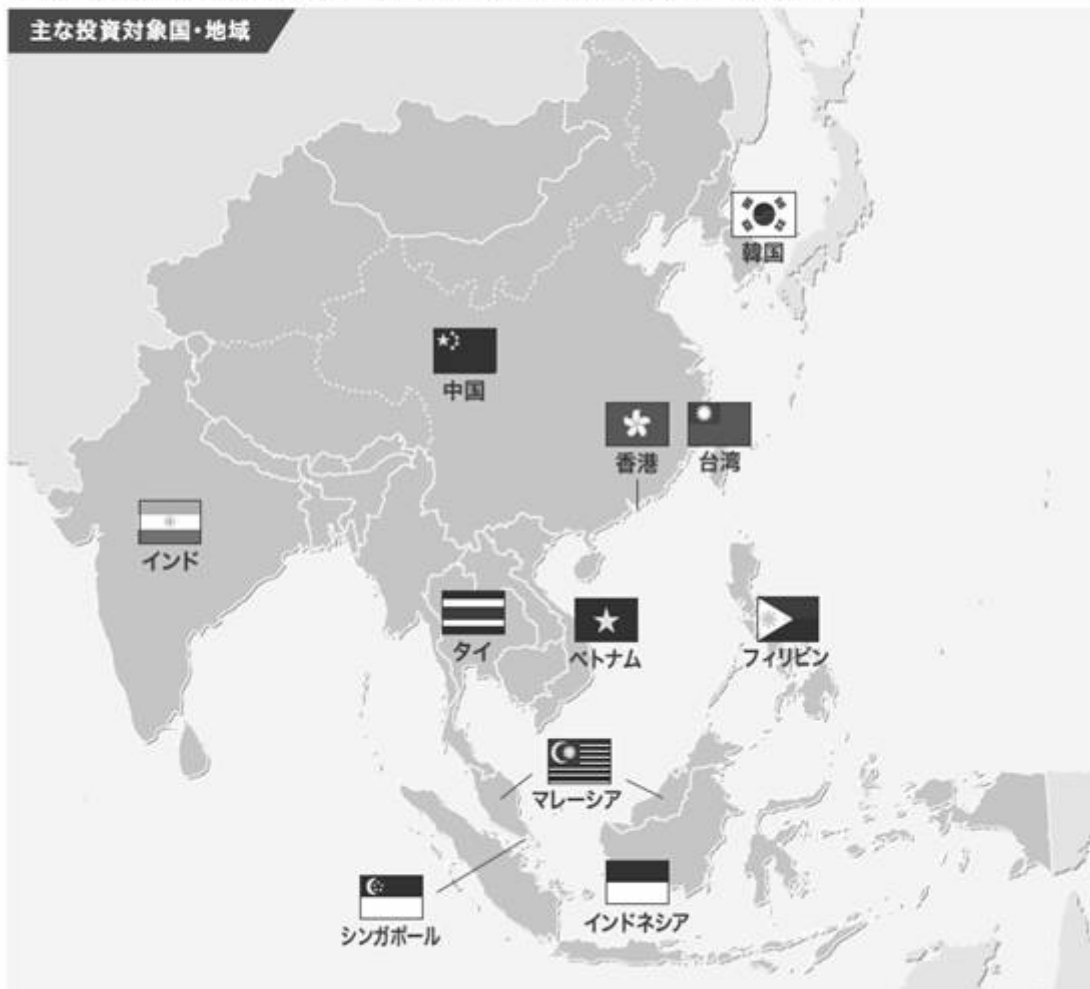 主な投資対象国・地域
韓国
中国
香港
台湾
インド
タイ
ベトナム
フィリピン
マレーシア
シンガポール
インドネシア